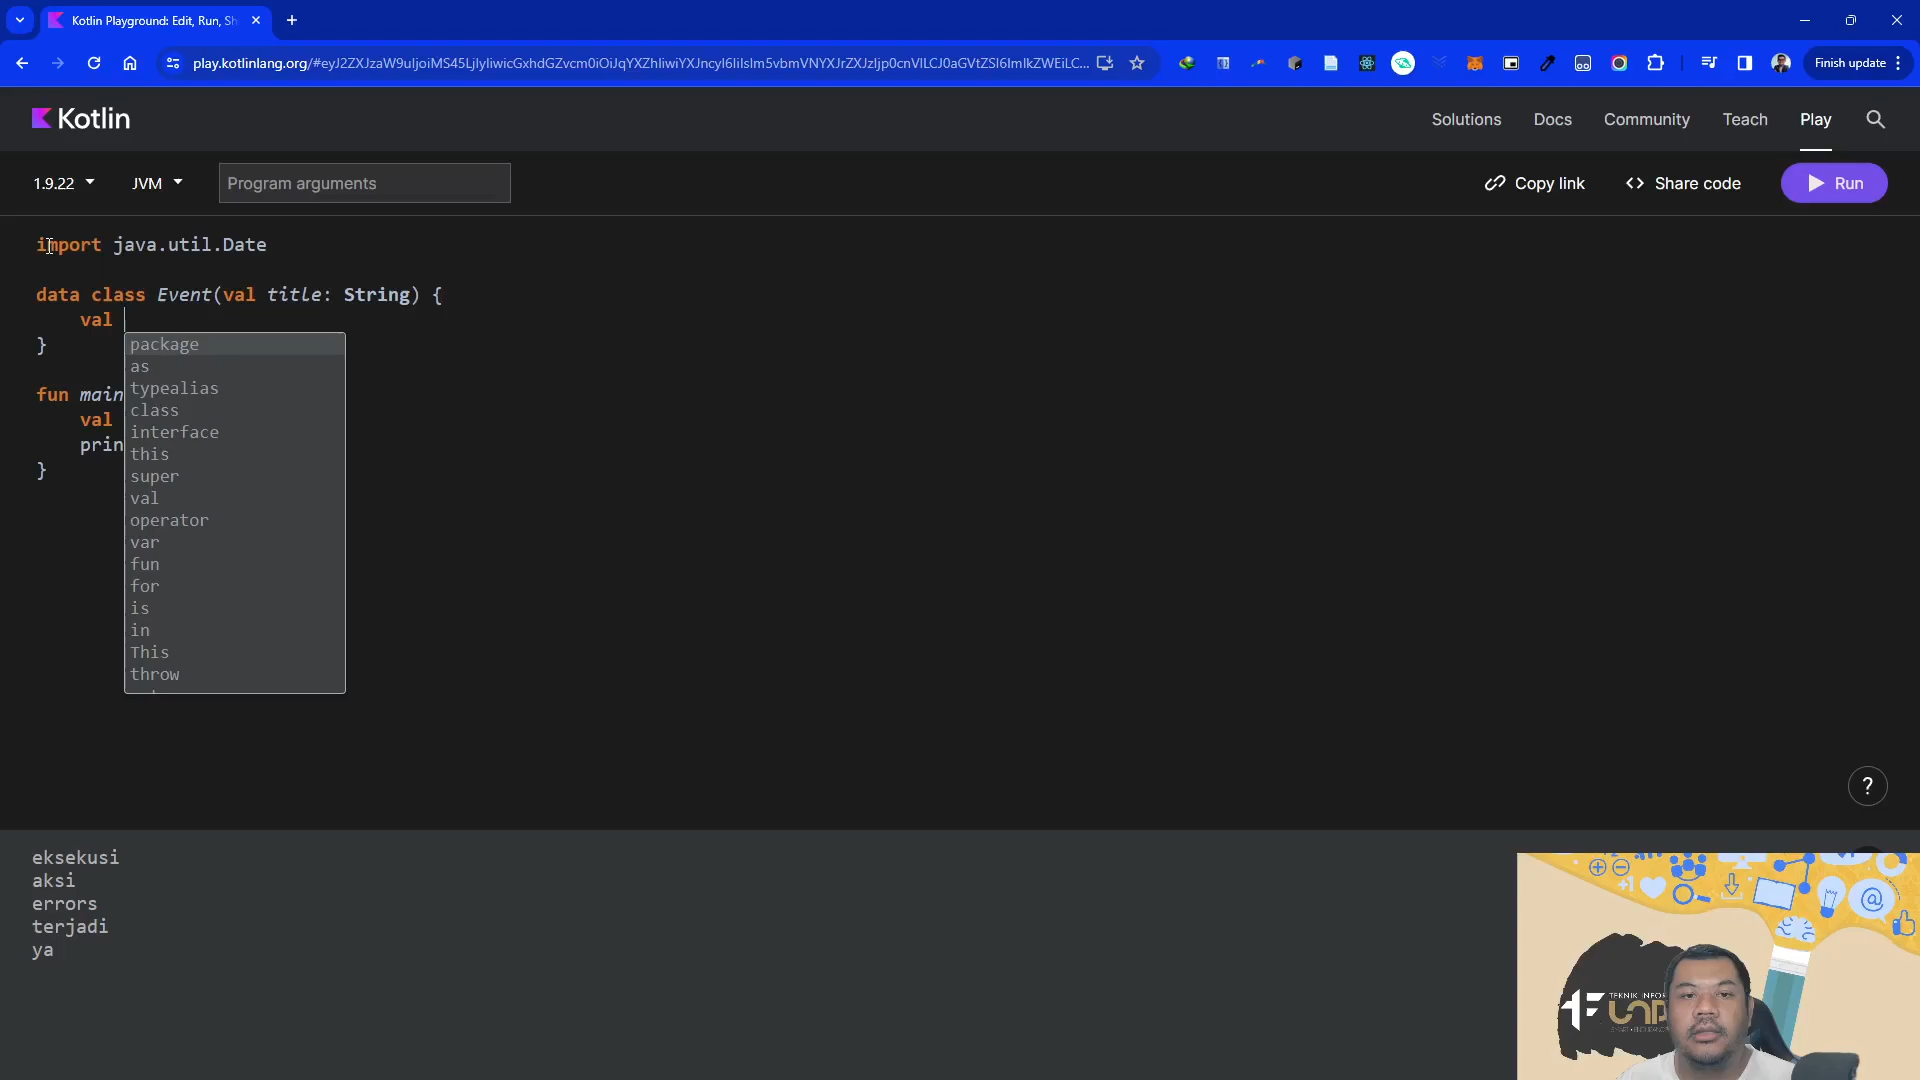 Kotlin Playground: Edit, Run, Sh
play.kotlinlang.org/#eyJ2ZXJzaW9uIjoiMS45LjIyIiwicGxhdGZvcm0iOiJqYXZhIiwiYXJncyI6IiIsIm5vbmVNYXJrZXJzIjp0cnVlLCJ0aGVtZSI6ImlkZWEiLC...
Finish update
Kotlin
Solutions
Docs
Community
Teach
Play
1.9.22
JVM
Program arguments
Copy link
Share code
Run
import java.util.Date
data class Event(val title: String) {
val
}
fun main
val
prin
}
package
as
typealias
class
interface
this
super
val
operator
var
fun
for
is
in
This
throw
?
eksekusi
aksi
errors
terjadi
ya
+1
@